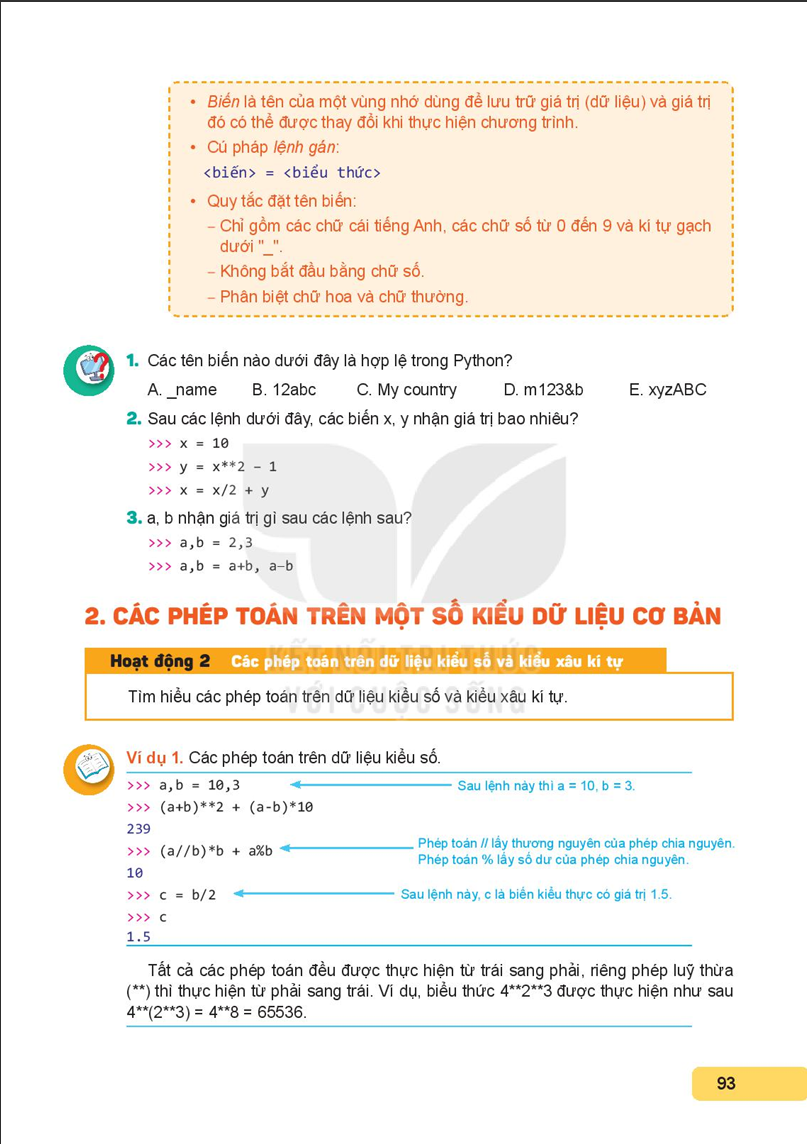 • Biến là tên của một vùng nhớ dùng để lưu trữ giá trị (dữ liệu) và giá trị
đó có thể được thay đổi khi thực hiện chương trình.
• Cú pháp lệnh gán:
<biến> = <biểu thức>
• Quy tắc đặt tên biến:
– Chỉ gồm các chữ cái tiếng Anh, các chữ số từ 0 đến 9 và kí tự gạch
dưới "_".
– Không bắt đầu bằng chữ số.
– Phân biệt chữ hoa và chữ thường.
1. Các tên biến nào dưới đây là hợp lệ trong Python?
A. _name B. 12abc C. My country D. m123&b E. xyzABC
2. Sau các lệnh dưới đây, các biến x, y nhận giá trị bao nhiêu?
>>> x = 10
>>> y = x**2 – 1
>>> x = x/2 + y
3. a, b nhận giá trị gì sau các lệnh sau?
>>> a,b = 2,3
>>> a,b = a+b, a–b
2. CÁC PHÉP TOÁN TRÊN MỘT SỐ KIỂU DỮ LIỆU CƠ BẢN
Hoạt động 2 Các phép toán trên dữ liệu kiểu số và kiểu xâu kí tự
Tìm hiểu các phép toán trên dữ liệu kiểu số và kiểu xâu kí tự.
KẾT NỐI TRI THỨC
VỚI CUỘC SỐNG
Ví dụ 1. Các phép toán trên dữ liệu kiểu số.
>>> a,b = 10,3 Sau lệnh này thì a = 10, b = 3.
>>> (a+b)**2 + (a-b)*10
239
>>> (a//b)*b + a%b Phép toán // lấy thương nguyên của phép chia nguyên.
Phép toán % lấy số dư của phép chia nguyên.
10
>>> c = b/2 Sau lệnh này, c là biến kiểu thực có giá trị 1.5.
>>> c
1.5
Tất cả các phép toán đều được thực hiện từ trái sang phải, riêng phép luỹ thừa
(**) thì thực hiện từ phải sang trái. Ví dụ, biểu thức 4**2**3 được thực hiện như sau
4**(2**3) = 4**8 = 65536.
93